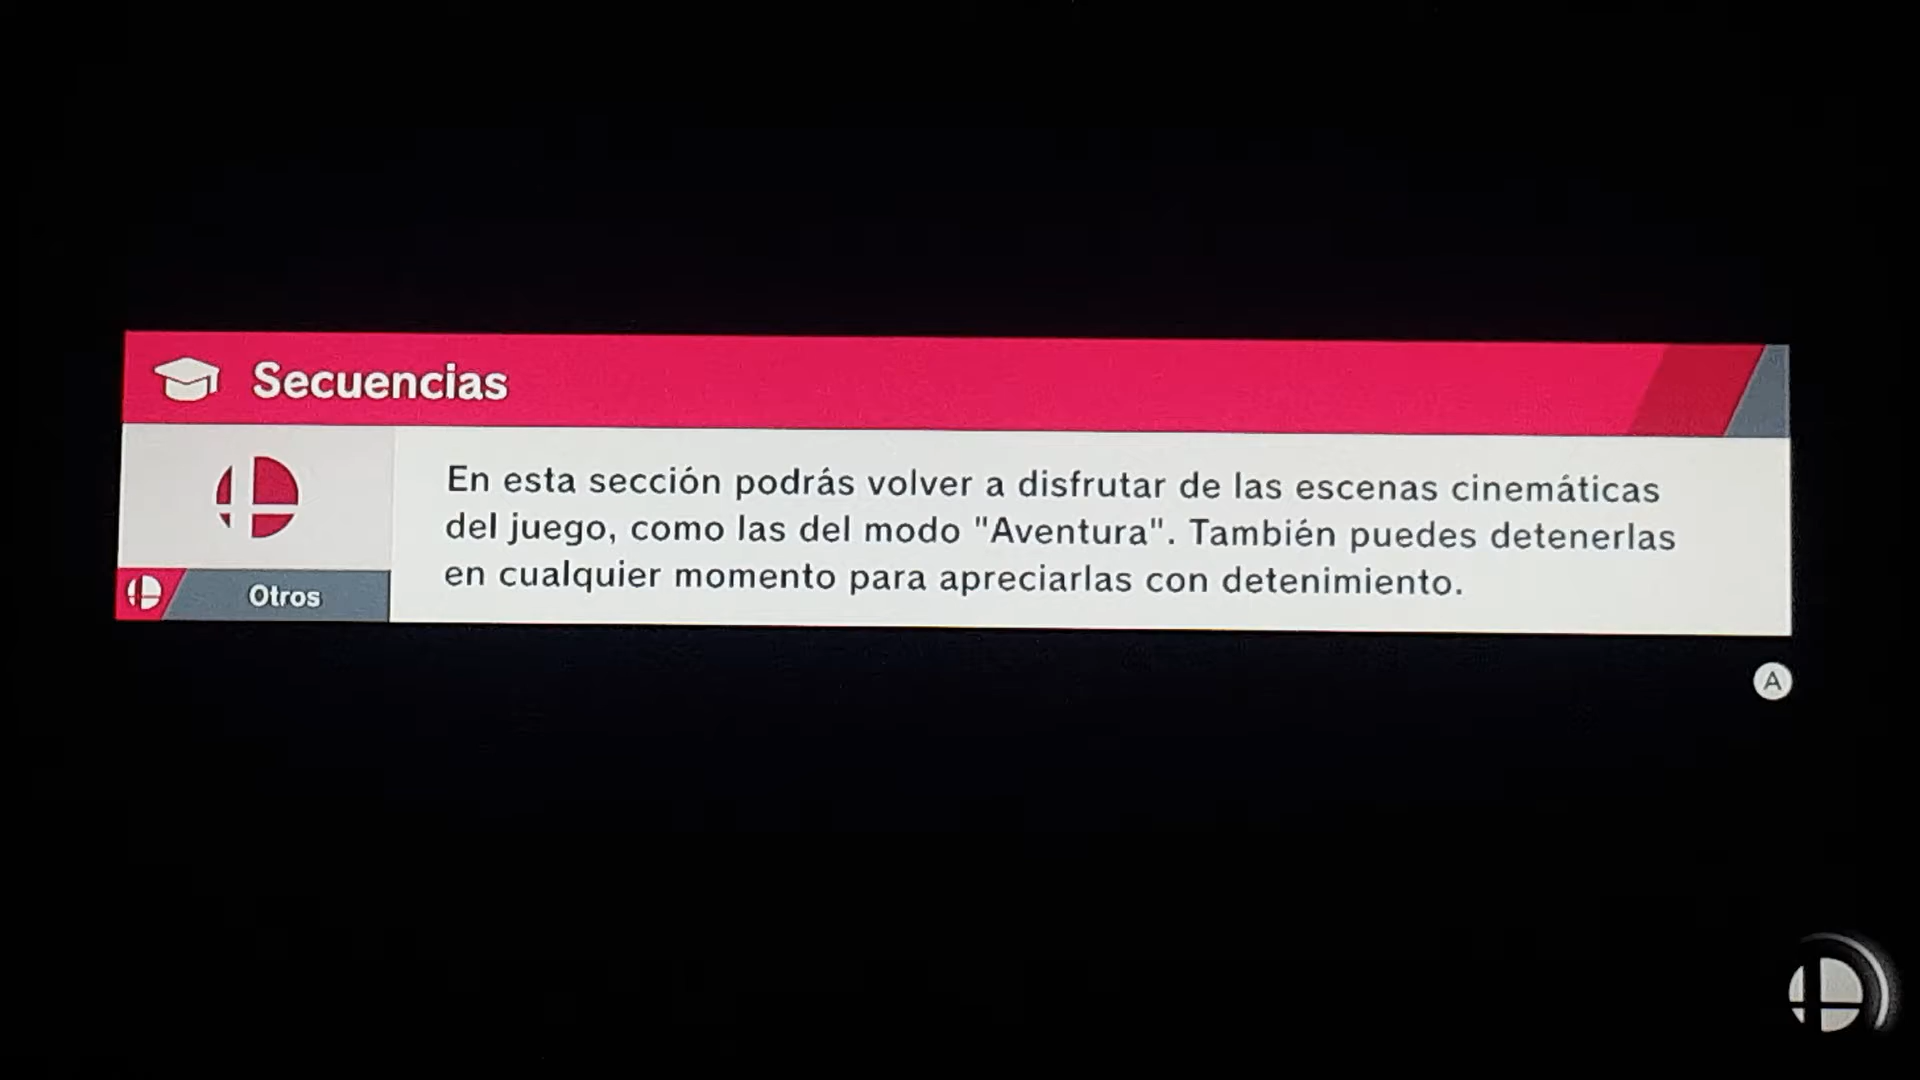 Secuencias
En esta sección podrás volver a disfrutar de las escenas cinemáticas
del juego, como las del modo "Aventura". También puedes detenerlas
en cualquier momento para apreciarlas con detenimiento.
Otros
A